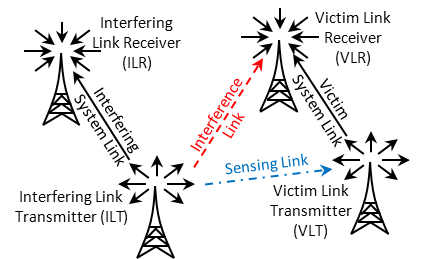 Interfering
Link Receiver
(ILR)
Victim Link
Receiver
(VLR)
Interfering
System Link
Interference
Link
Victim
System Link
Sensing Link
Interfering Link
Transmitter (ILT)
Victim Link
Transmitter
(VLT)